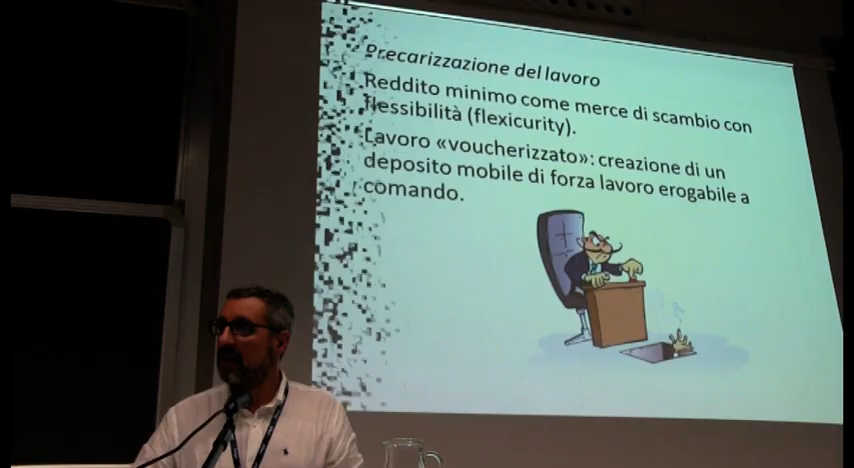 Precarizzazione del lavoro
Reddito minimo come merce di scambio con
flessibilità (flexicurity).
Lavoro «voucherizzato»: creazione di un
deposito mobile di forza lavoro erogabile a
comando.